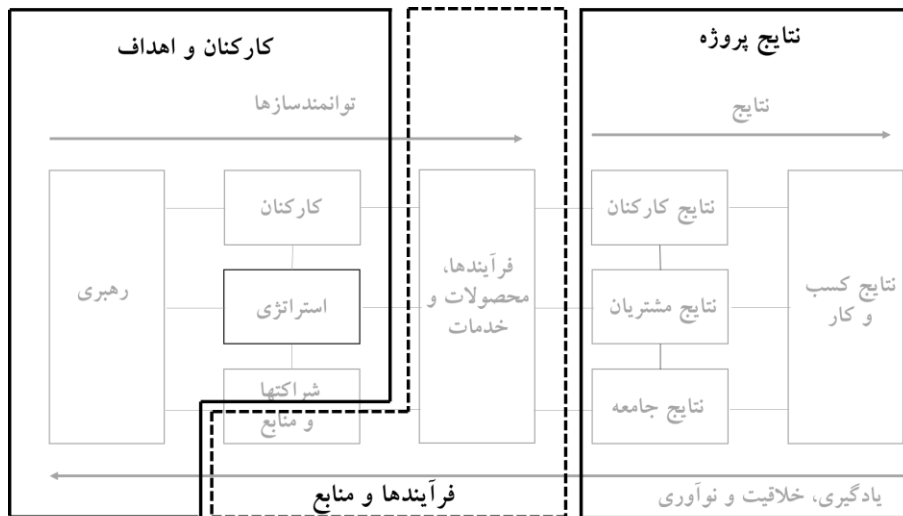 نتایج پروژه
کارکنان و اهداف
نتایج
توانمندسازها
رهبری
کارکنان
استراتژی
شراکتها
و منابع
فرآیندها،
محصولات و
خدمات
نتایج کارکنان
نتایج مشتریان
نتایج جامعه
نتایج کسب
و کار
فرآیندها و منابع
یادگیری، خلاقیت و نوآوری